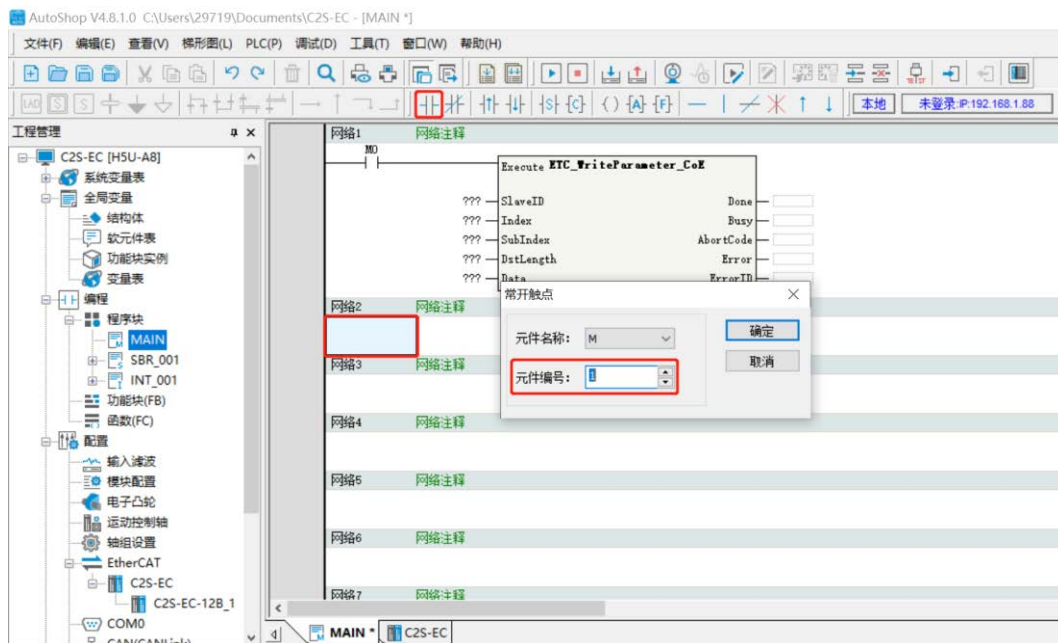 AutoShop V4.8.1.0 C:\Users\29719\Documents\C2S-EC - [MAIN *]
文件(F) 编辑(E) 查看(V) 梯形图(L) PLC(P) 调试(D) 工具(T) 窗口(W) 帮助(H)
LAD S S
S C A F 本地 未登录:IP:192.168.1.88
工程管理
C2S-EC [H5U-A8]
系统变量表
全局变量
结构体
软元件表
功能块实例
变量表
编程
程序块
MAIN
SBR_001
INT_001
功能块(FB)
函数(FC)
配置
输入滤波
模块配置
电子凸轮
运动控制轴
轴组设置
EtherCAT
C2S-EC
C2S-EC-12B_1
COM0
CAN(CANLink)
网络1 网络注释
M0
Execute ETC_WriteParameter_CoE
??? SlaveID Done
??? Index Busy
??? SubIndex AbortCode
??? DstLength Error
??? Data ErrorID
网络2 网络注释
网络3 网络注释
网络4 网络注释
网络5 网络注释
网络6 网络注释
网络7 网络注释
常开触点
元件名称: M
元件编号: 1
确定
取消
MAIN * C2S-EC